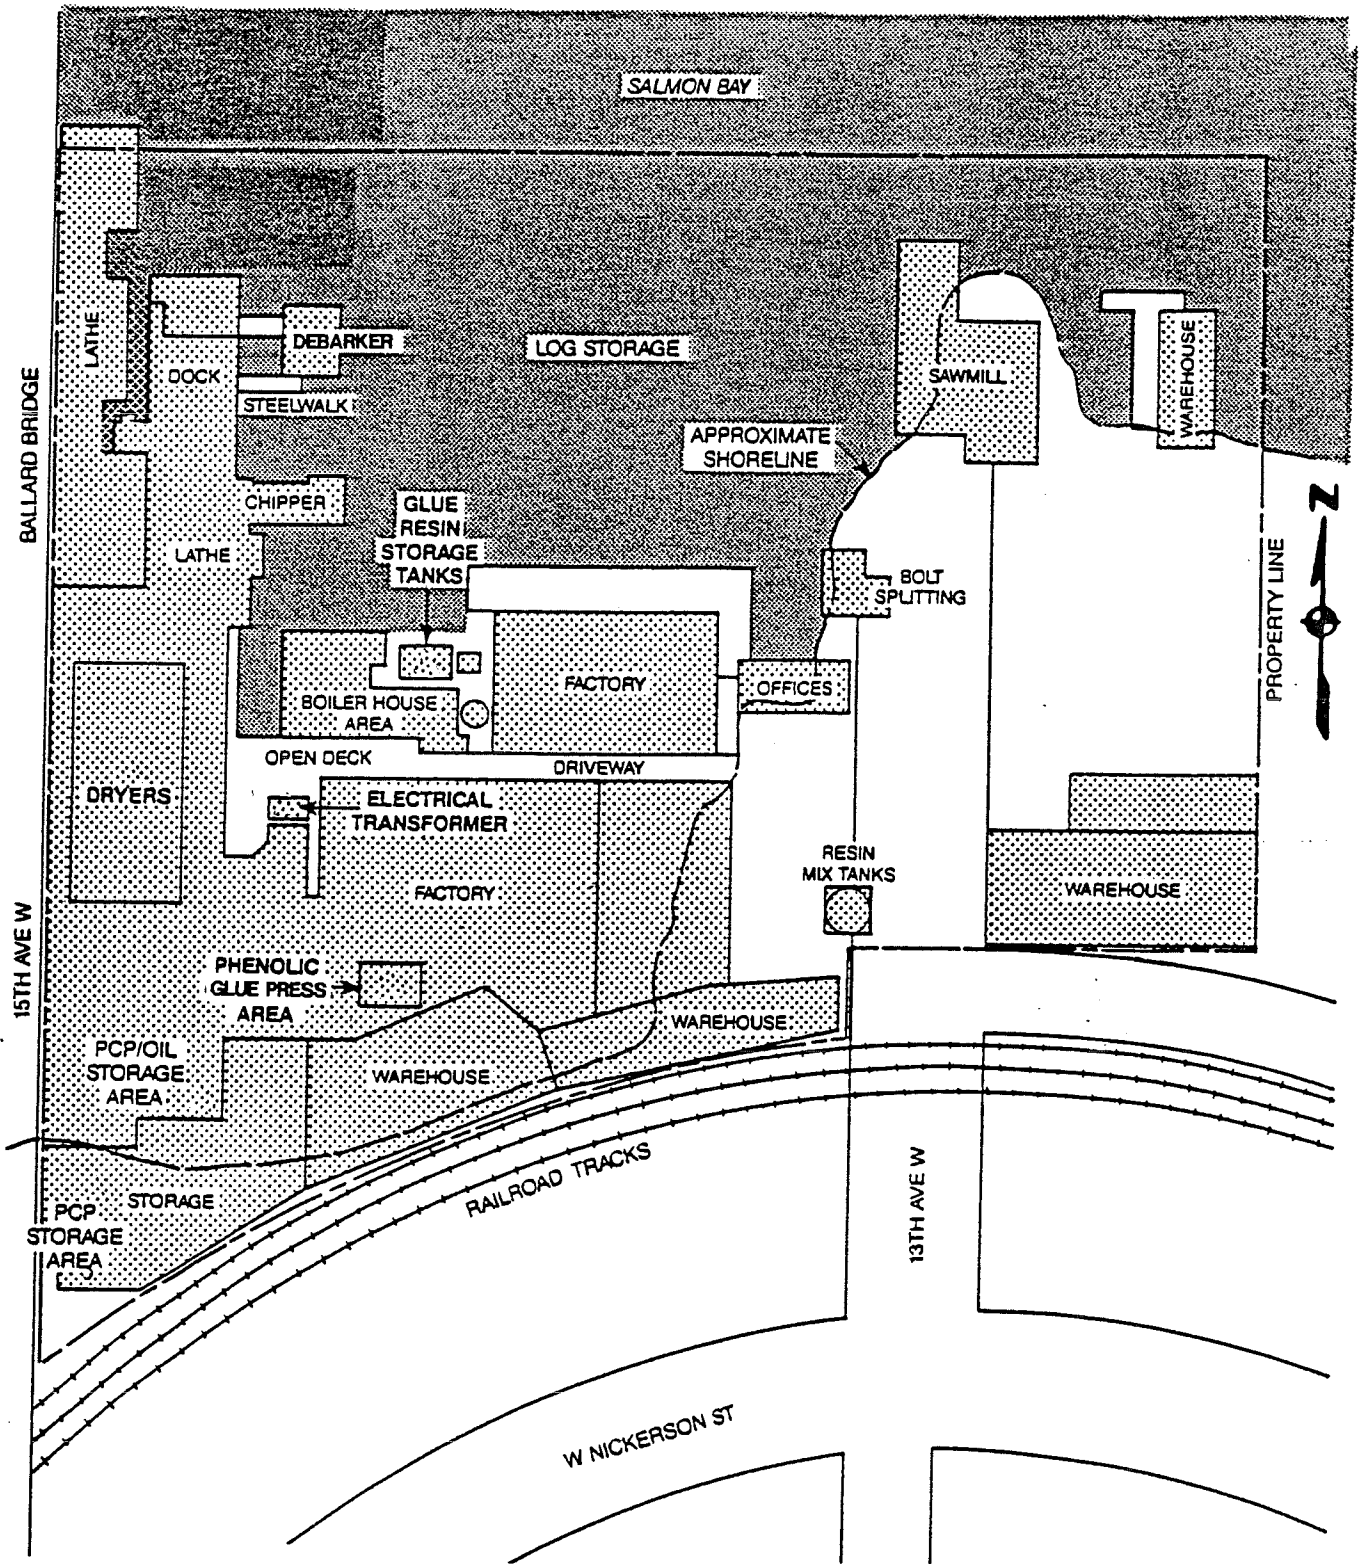 SALMON BAY
LATHE
DEBARKER
DOCK
STEELWALK
LOG STORAGE
SAWMILL
WAREHOUSE
BALLARD BRIDGE
APPROXIMATE
SHORELINE
CHIPPER
GLUE
RESIN
STORAGE
TANKS
LATHE
BOLT
SPLITTING
N
PROPERTY LINE
FACTORY
OFFICES
BOILER HOUSE
AREA
OPEN DECK
DRIVEWAY
DRYERS
ELECTRICAL
TRANSFORMER
RESIN
MIX TANKS
FACTORY
WAREHOUSE
15TH AVE W
PHENOLIC
GLUE PRESS
AREA
WAREHOUSE
PCP/OIL
STORAGE
AREA
WAREHOUSE
RAILROAD TRACKS
13TH AVE W
STORAGE
PCP
STORAGE
AREA
W NICKERSON ST